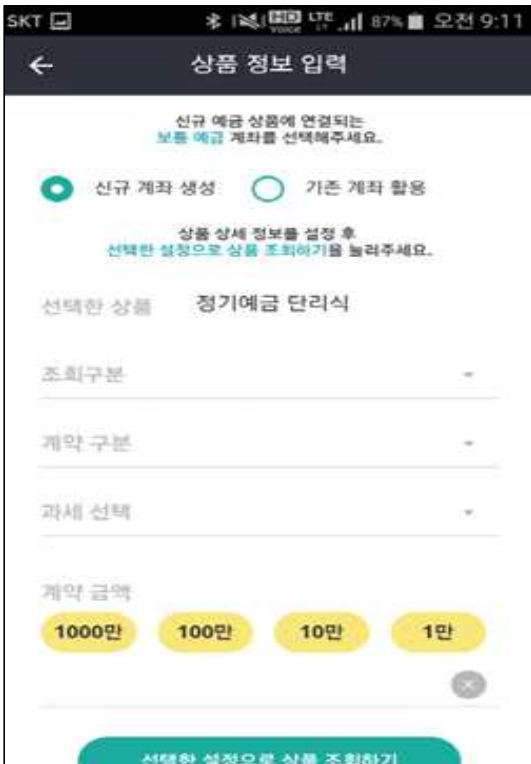 SKT HD Voice LTE 87% 오전 9:11
상품 정보 입력
신규 예금 상품에 연결되는
보통 예금 계좌를 선택해주세요.
신규 계좌 생성 기존 계좌 활용
상품 상세 정보를 설정 후
선택한 설정으로 상품 조회하기를 눌러주세요.
선택한 상품 정기예금 단리식
조회구분
계약 구분
과세 선택
계약 금액
1000만 100만 10만 1만
선택한 설정으로 상품 조회하기